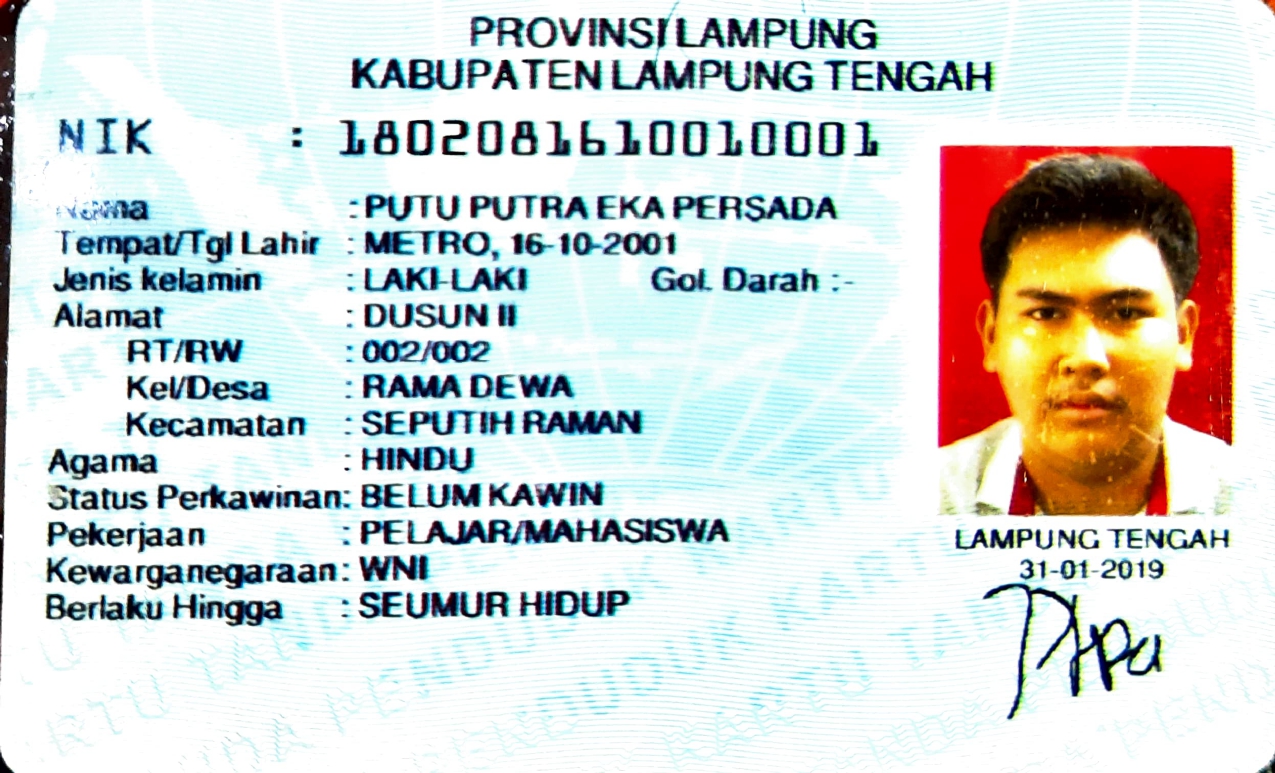 PROVINSI LAMPUNG
KABUPATEN LAMPUNG TENGAH
NIK : 1802081610010001
Nama : PUTU PUTRA EKA PERSADA
Tempat/Tgl Lahir : METRO, 16-10-2001
Jenis kelamin : LAKI-LAKI Gol. Darah : -
Alamat : DUSUN II
RT/RW : 002/002
Kel/Desa : RAMA DEWA
Kecamatan : SEPUTIH RAMAN
Agama : HINDU
Status Perkawinan: BELUM KAWIN
Pekerjaan : PELAJAR/MAHASISWA
Kewarganegaraan: WNI
Berlaku Hingga : SEUMUR HIDUP
LAMPUNG TENGAH
31-01-2019